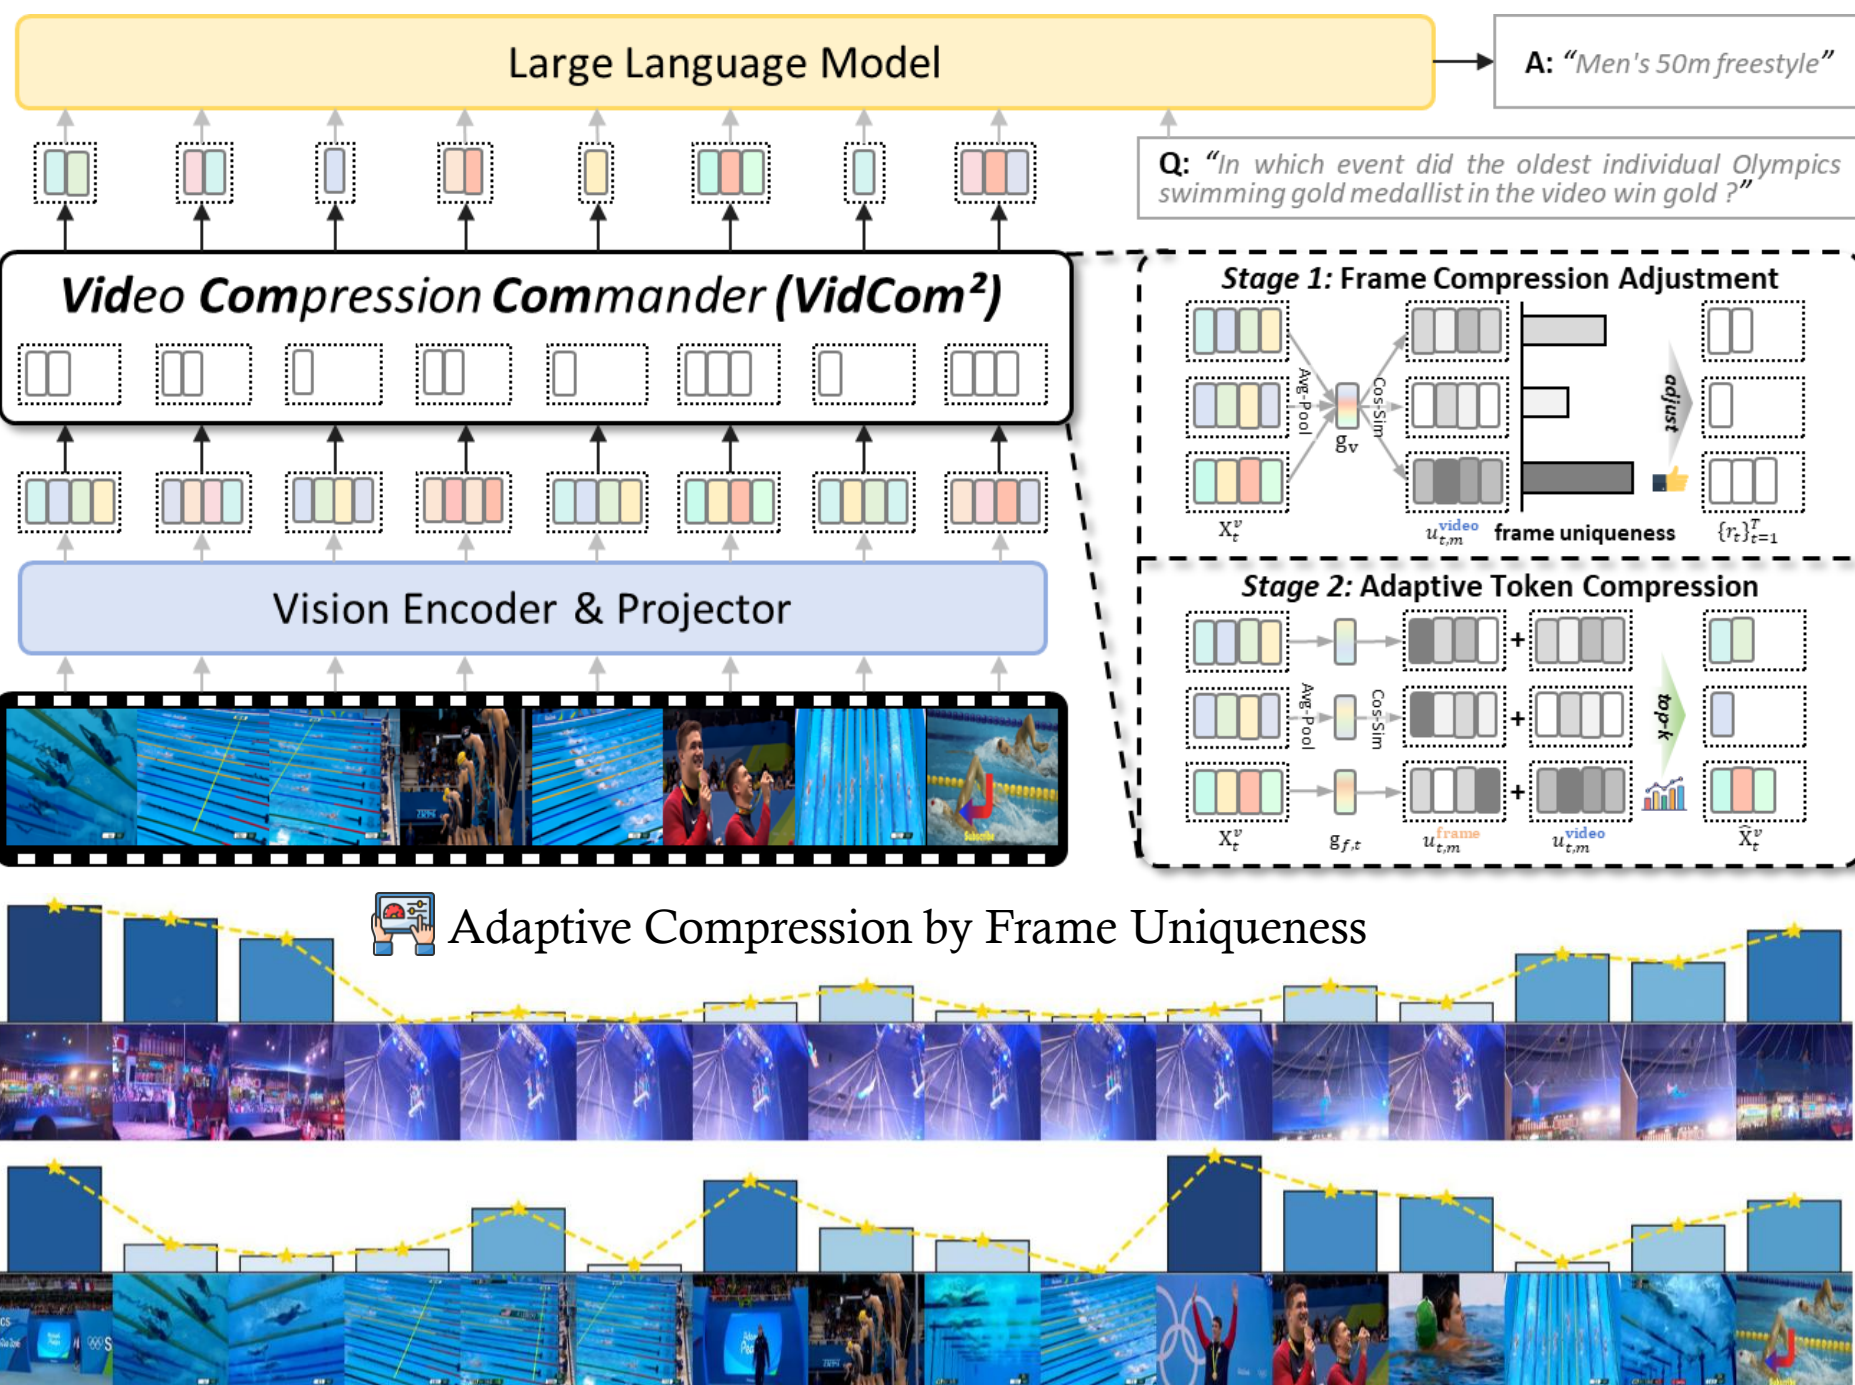 Large Language Model
A: “Men's 50m freestyle”
Q: “In which event did the oldest individual Olympics
swimming gold medallist in the video win gold ?”
Video Compression Commander (VidCom²)
Stage 1: Frame Compression Adjustment
Avg-Pool
Cos-Sim
g_v
adjust
X_t^v
u_{t,m}^{video}
frame uniqueness
{r_t}_{t=1}^T
Vision Encoder & Projector
Stage 2: Adaptive Token Compression
+
+
Avg-Pool
Cos-Sim
top-k
+
X_t^v
g_{f,t}
u_{t,m}^{frame}
u_{t,m}^{video}
X̂_t^v
Subscribe
Adaptive Compression by Frame Uniqueness